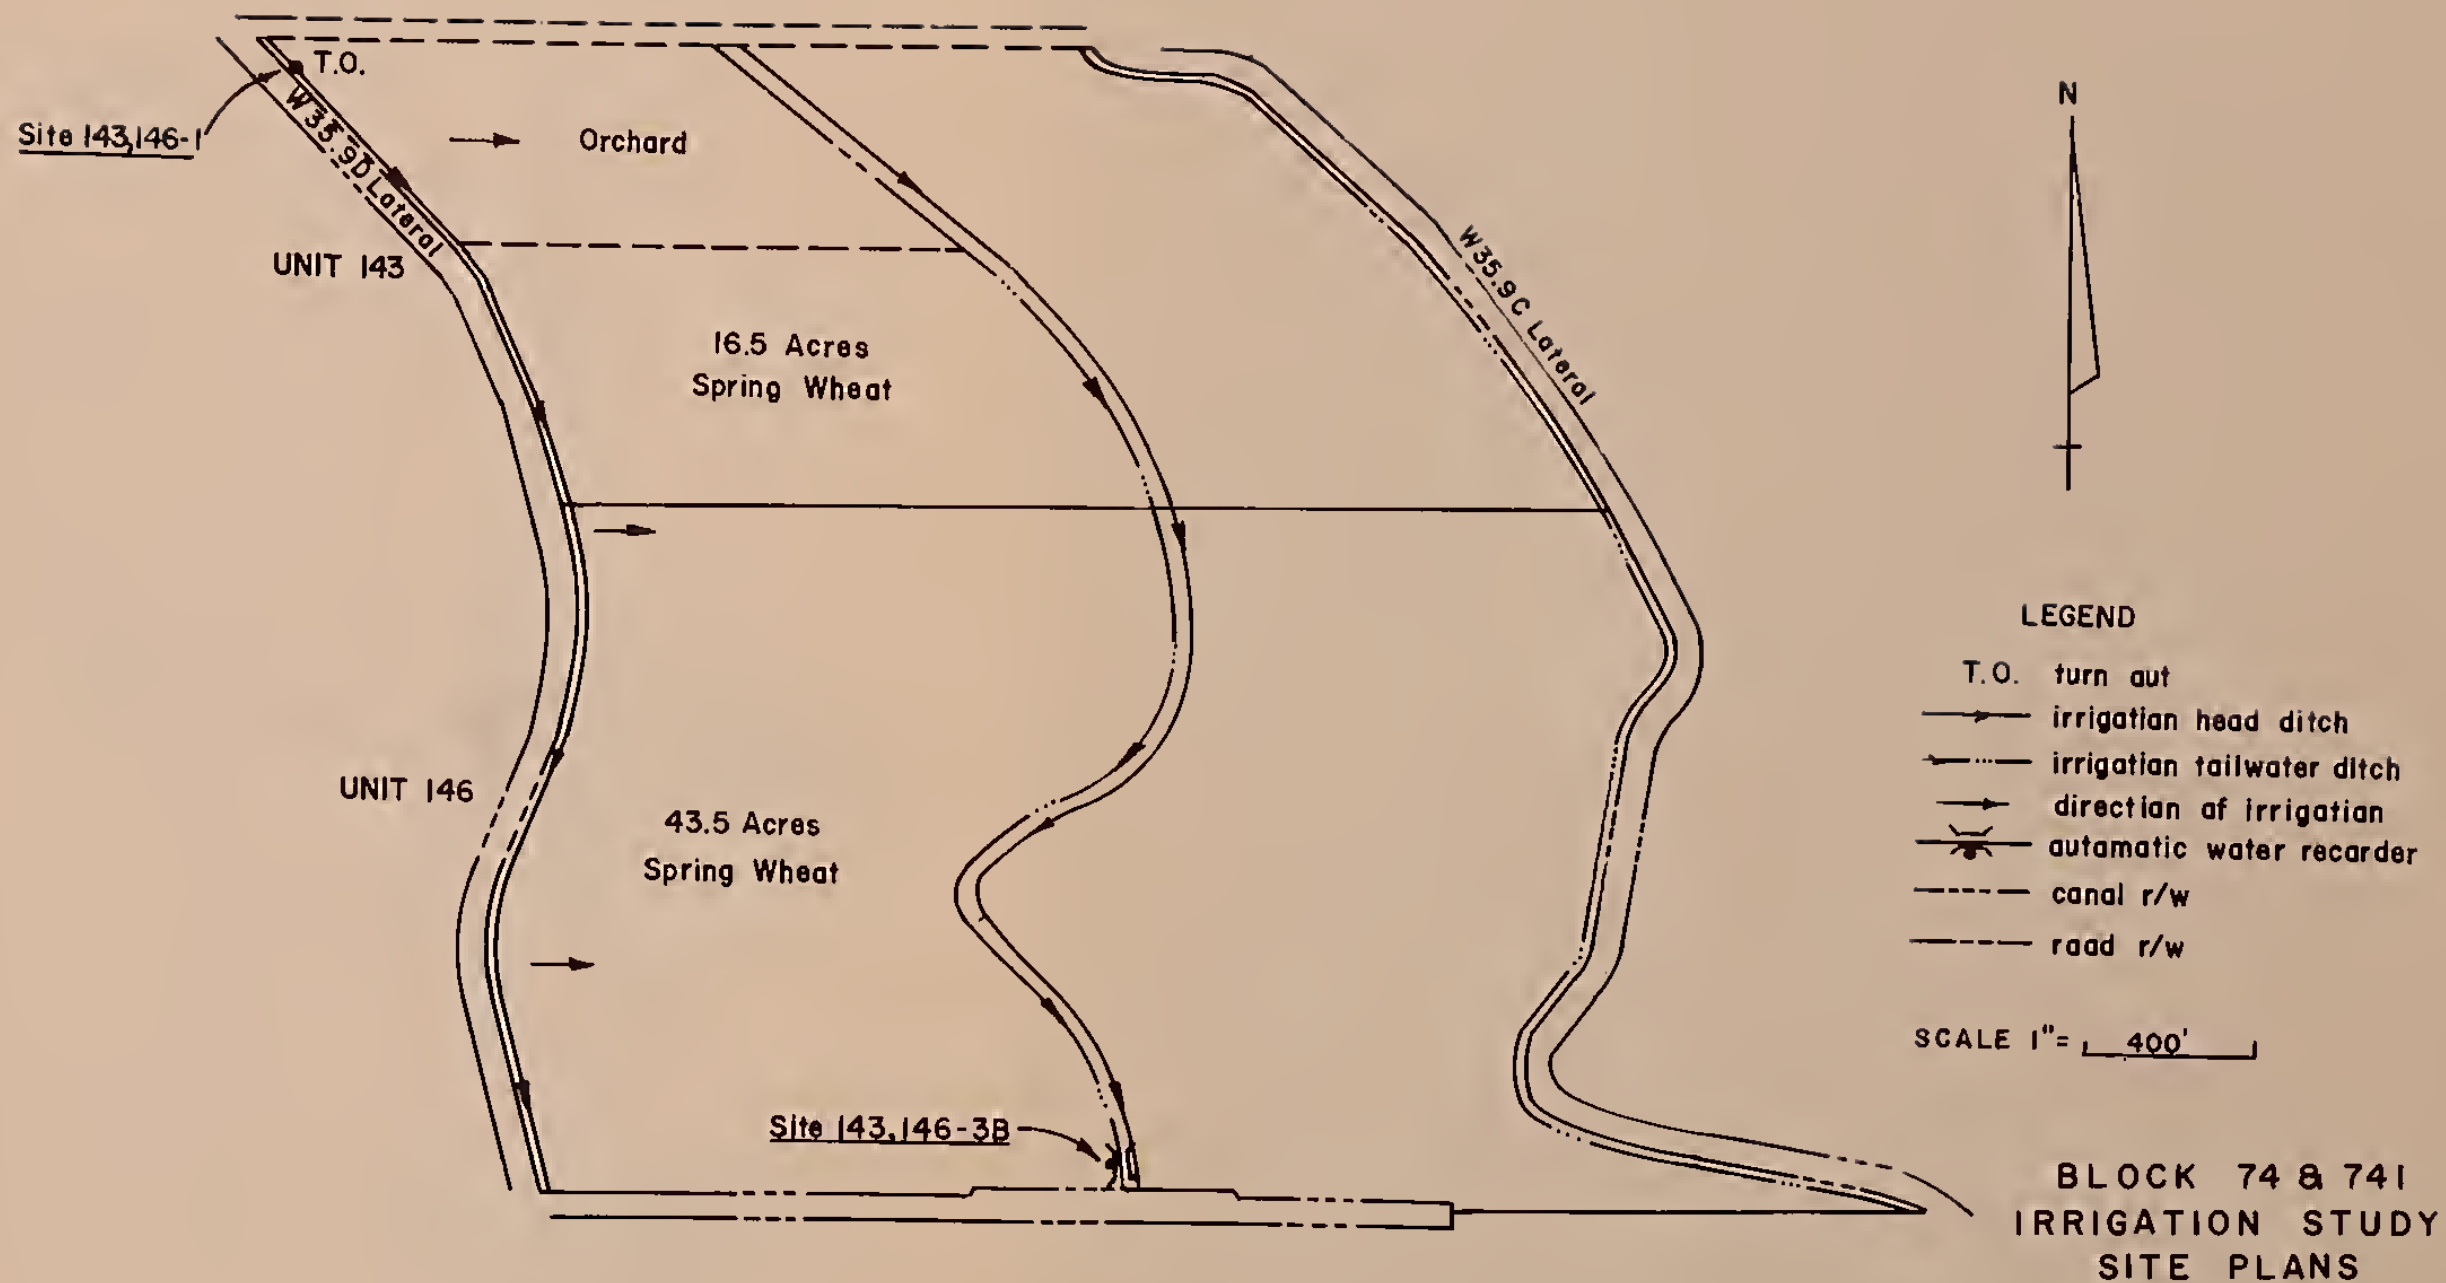 T.O.
Site 143,146-1
W35.9D Lateral
Orchard
UNIT 143
16.5 Acres
Spring Wheat
W35.9C Lateral
N
UNIT 146
43.5 Acres
Spring Wheat
Site 143,146-3B
LEGEND
T.O. turn out
irrigation head ditch
irrigation tailwater ditch
direction of irrigation
automatic water recorder
canal r/w
road r/w
SCALE 1"= 400'
BLOCK 74 & 741
IRRIGATION STUDY
SITE PLANS